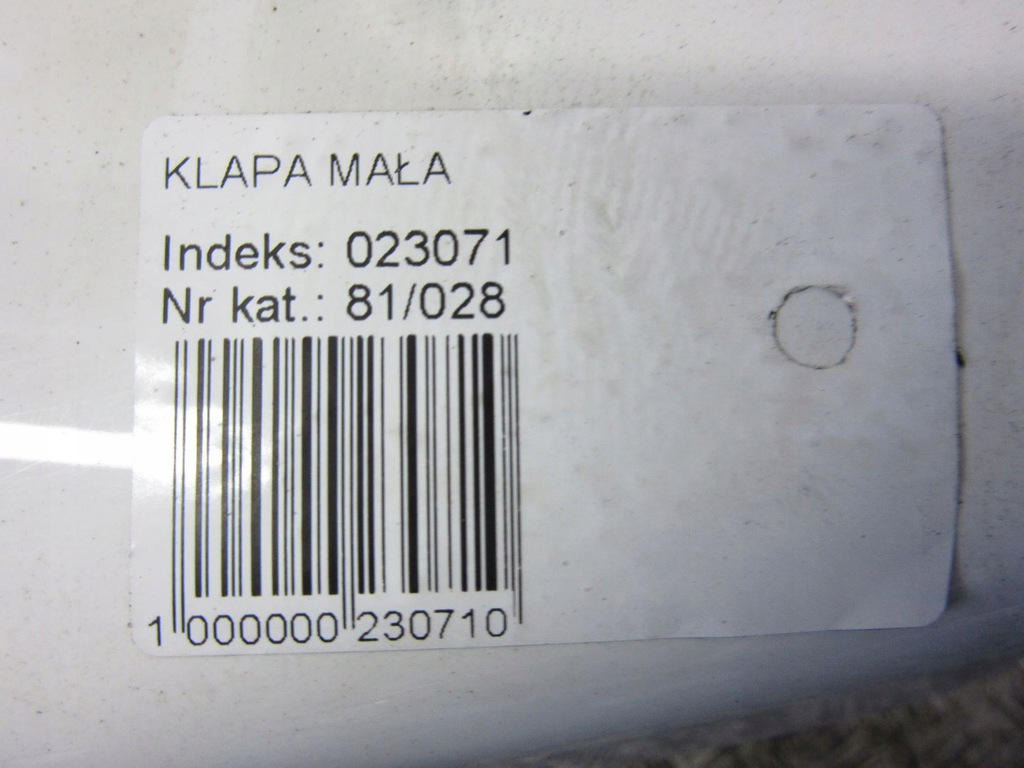 KLAPA MAŁA
Indeks: 023071
Nr kat.: 81/028
1 000000 230710